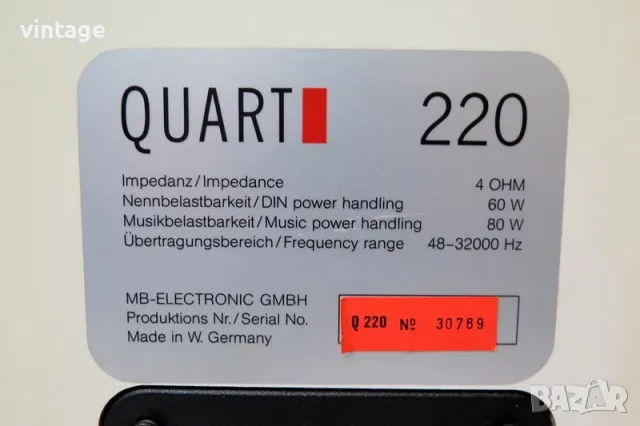 vintage
QUART 220
Impedanz/Impedance 4 OHM
Nennbelastbarkeit/DIN power handling 60 W
Musikbelastbarkeit/Music power handling 80 W
Übertragungsbereich/Frequency range 48–32000 Hz
MB-ELECTRONIC GMBH
Produktions Nr./Serial No. Q 220 Nº 30789
Made in W. Germany
BAZAR